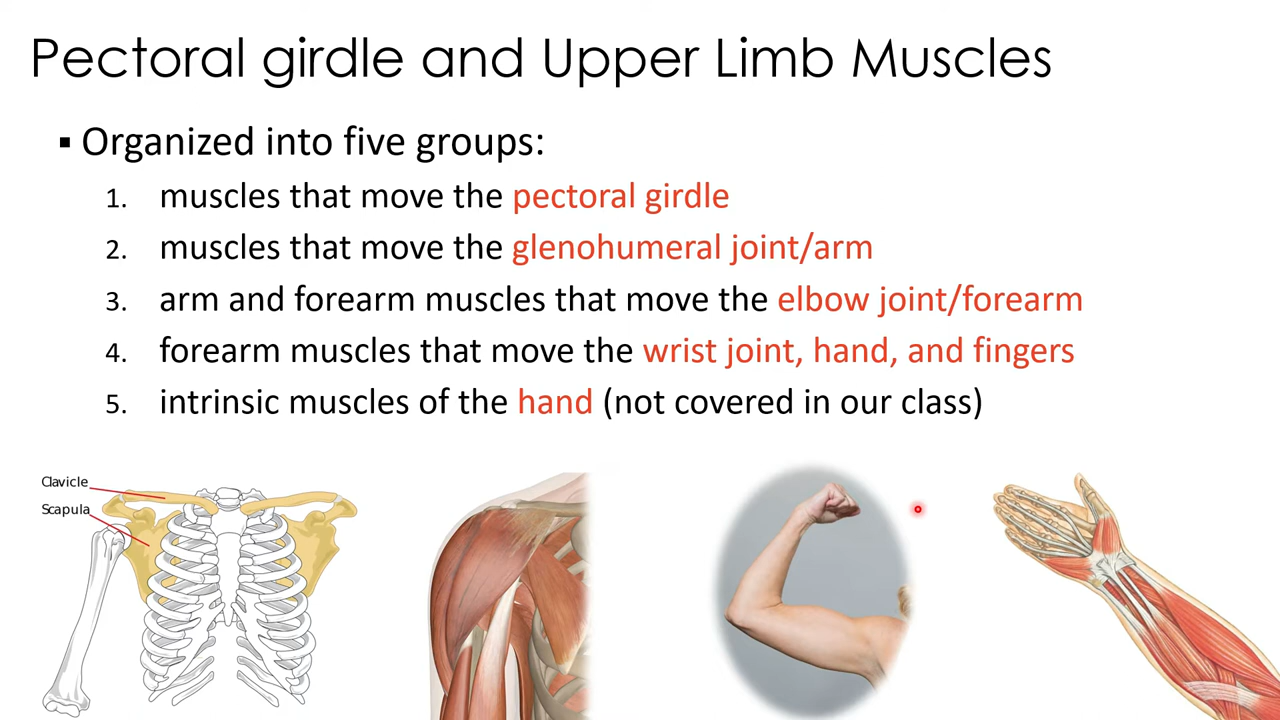 Pectoral girdle and Upper Limb Muscles
▪ Organized into five groups:
1. muscles that move the pectoral girdle
2. muscles that move the glenohumeral joint/arm
3. arm and forearm muscles that move the elbow joint/forearm
4. forearm muscles that move the wrist joint, hand, and fingers
5. intrinsic muscles of the hand (not covered in our class)
Clavicle
Scapula